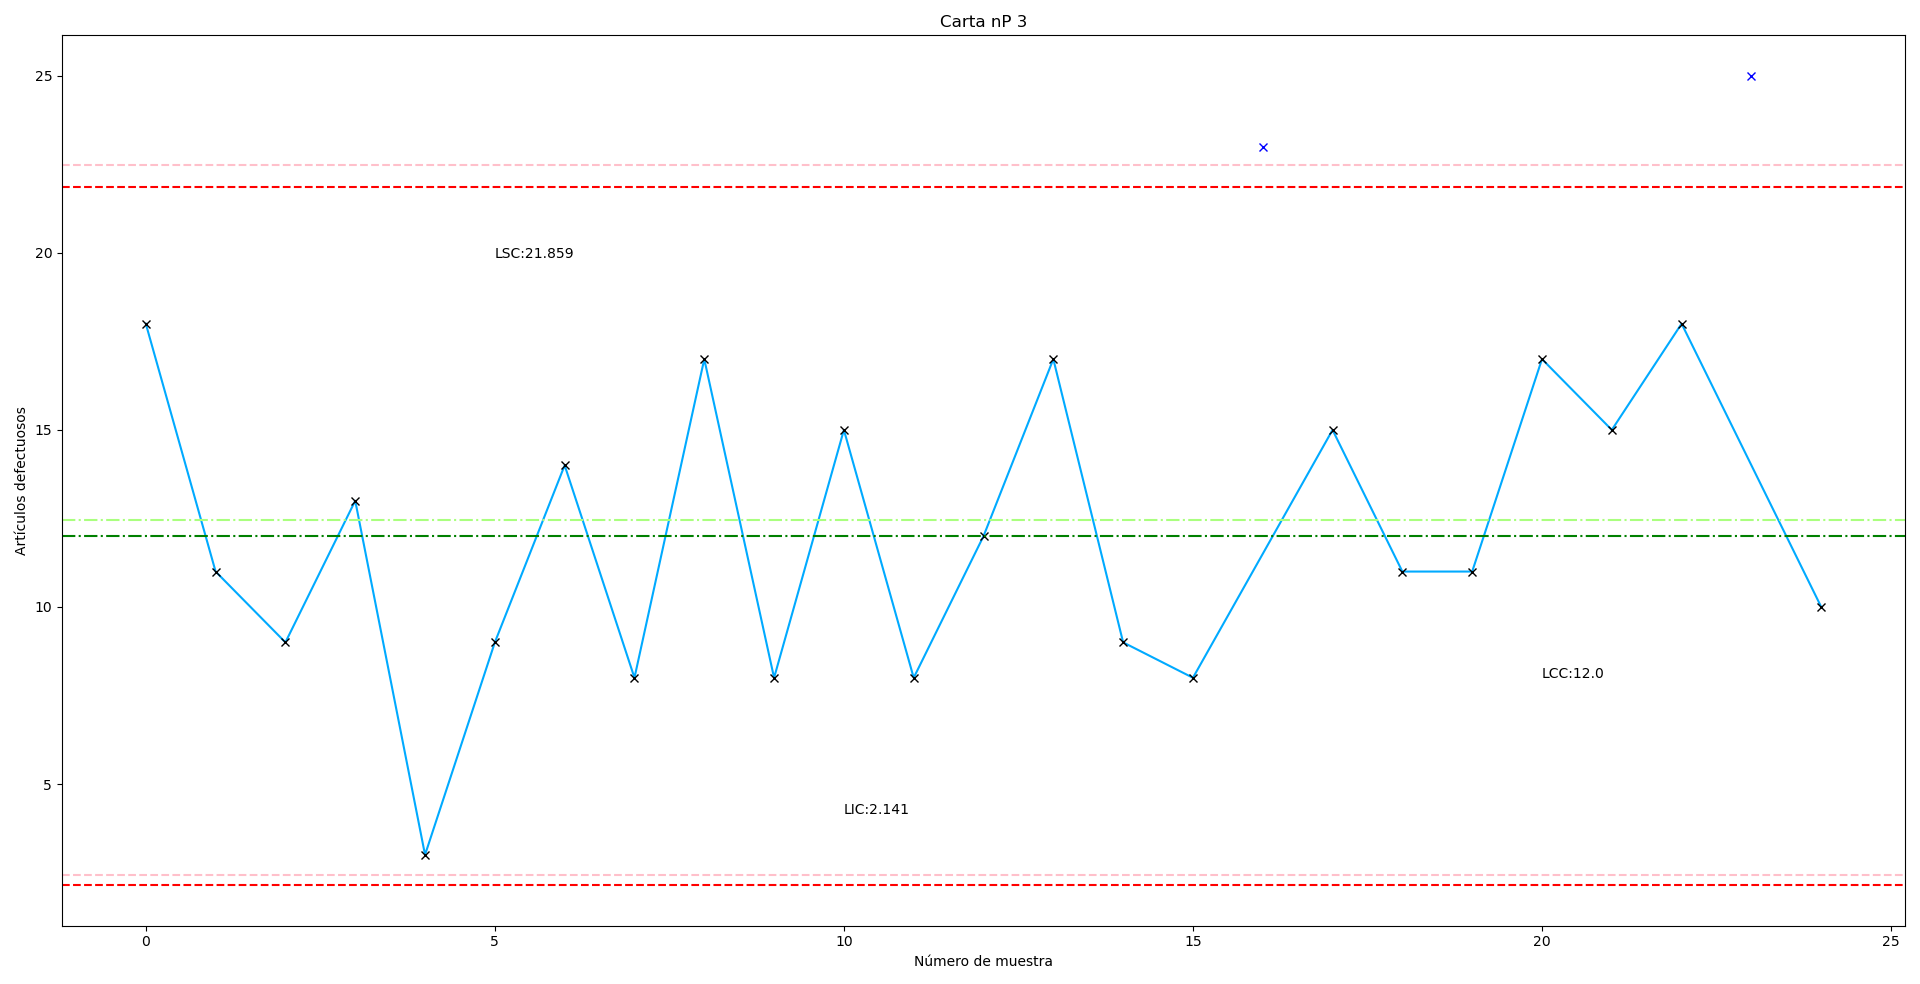 Carta nP 3
25
20
15
10
5
Artículos defectuosos
LSC:21.859
LCC:12.0
LIC:2.141
0 5 10 15 20 25
Número de muestra